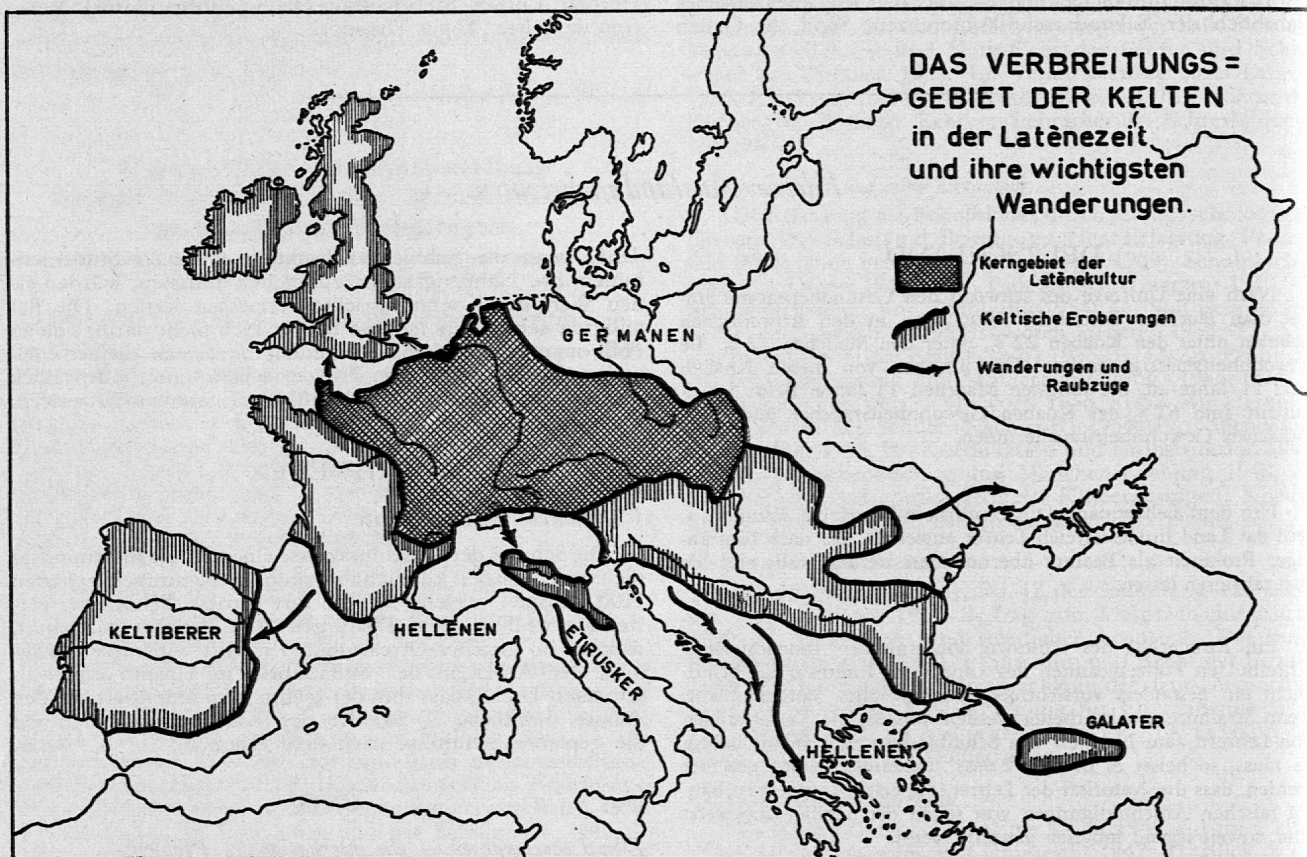 DAS VERBREITUNGS=
GEBIET DER KELTEN
in der Latènezeit
und ihre wichtigsten
Wanderungen.
Kerngebiet der
Latènekultur
Keltische Eroberungen
Wanderungen und
Raubzüge
GERMANEN
KELTIBERER
HELLENEN
ETRUSKER
HELLENEN
GALATER